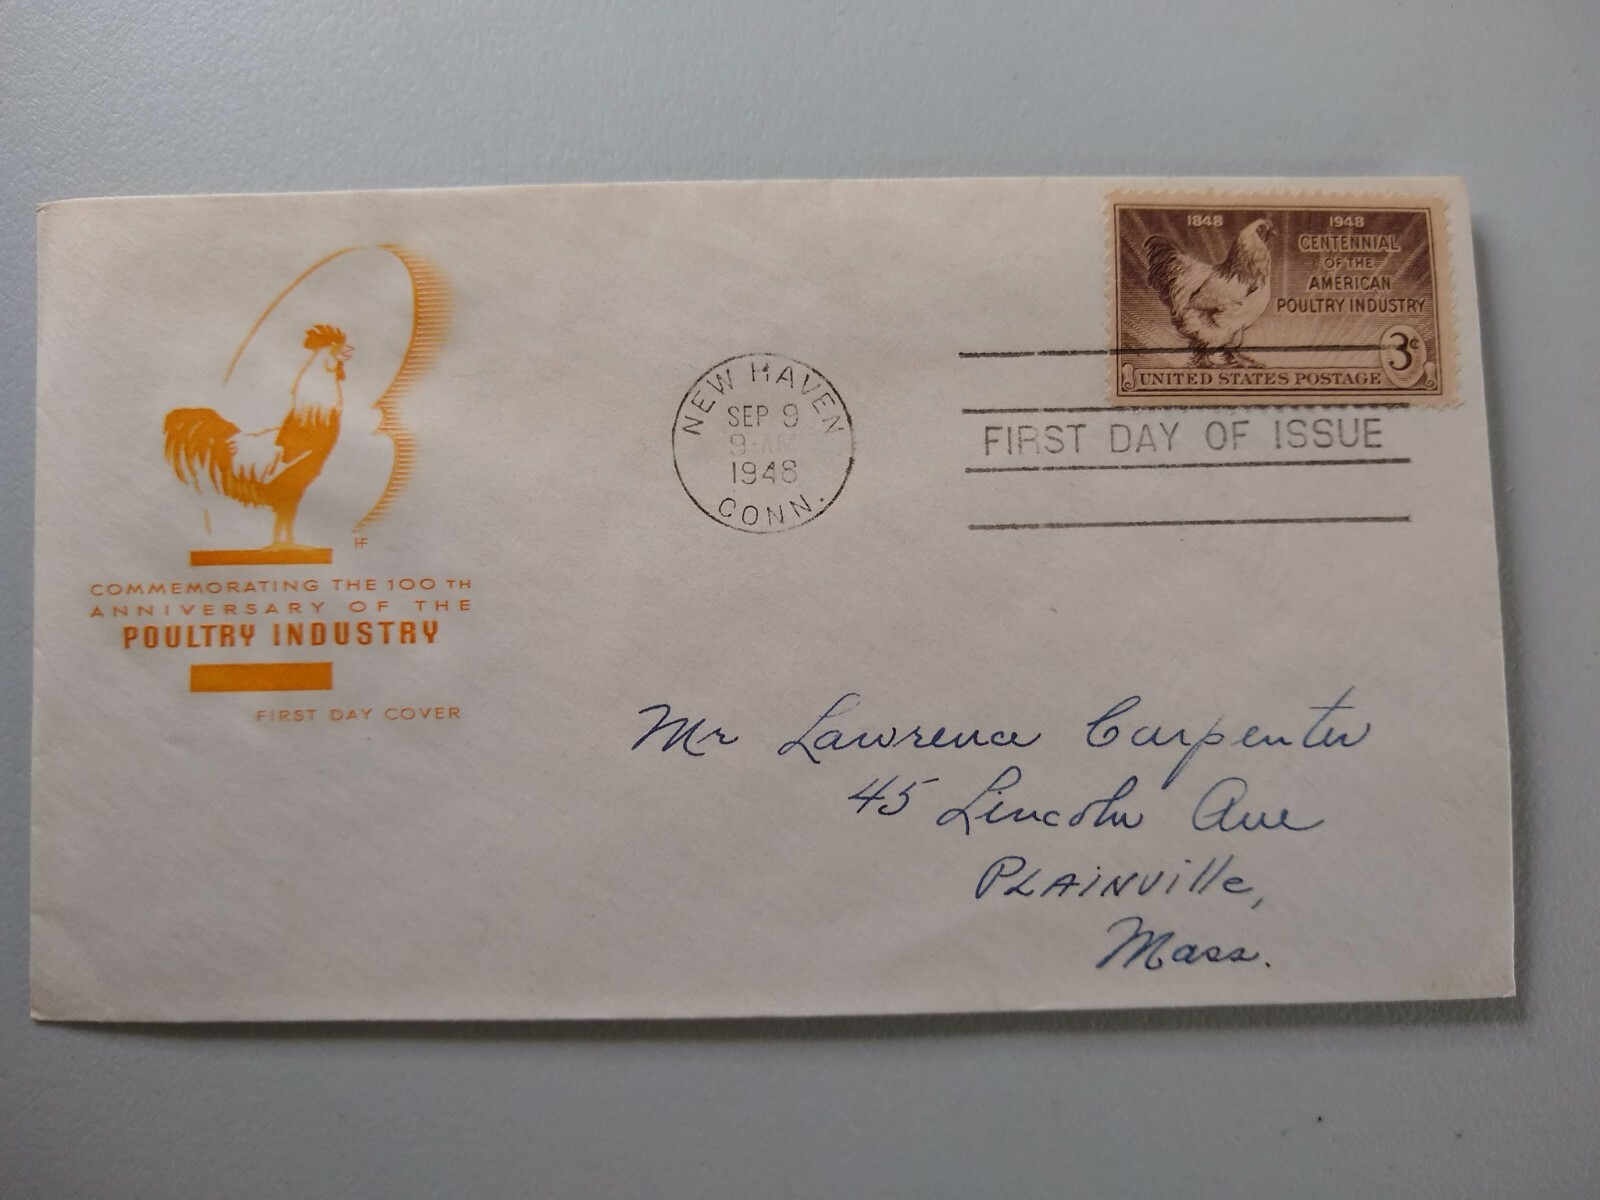 1848 1948
CENTENNIAL
OF THE
AMERICAN
POULTRY INDUSTRY
3¢
UNITED STATES POSTAGE
NEW HAVEN
SEP 9
9-AM
1948
CONN.
FIRST DAY OF ISSUE
HF
COMMEMORATING THE 100TH
ANNIVERSARY OF THE
POULTRY INDUSTRY
FIRST DAY COVER
Mr Lawrence Carpenter
45 Lincoln Ave
PLAiNville,
Mass.